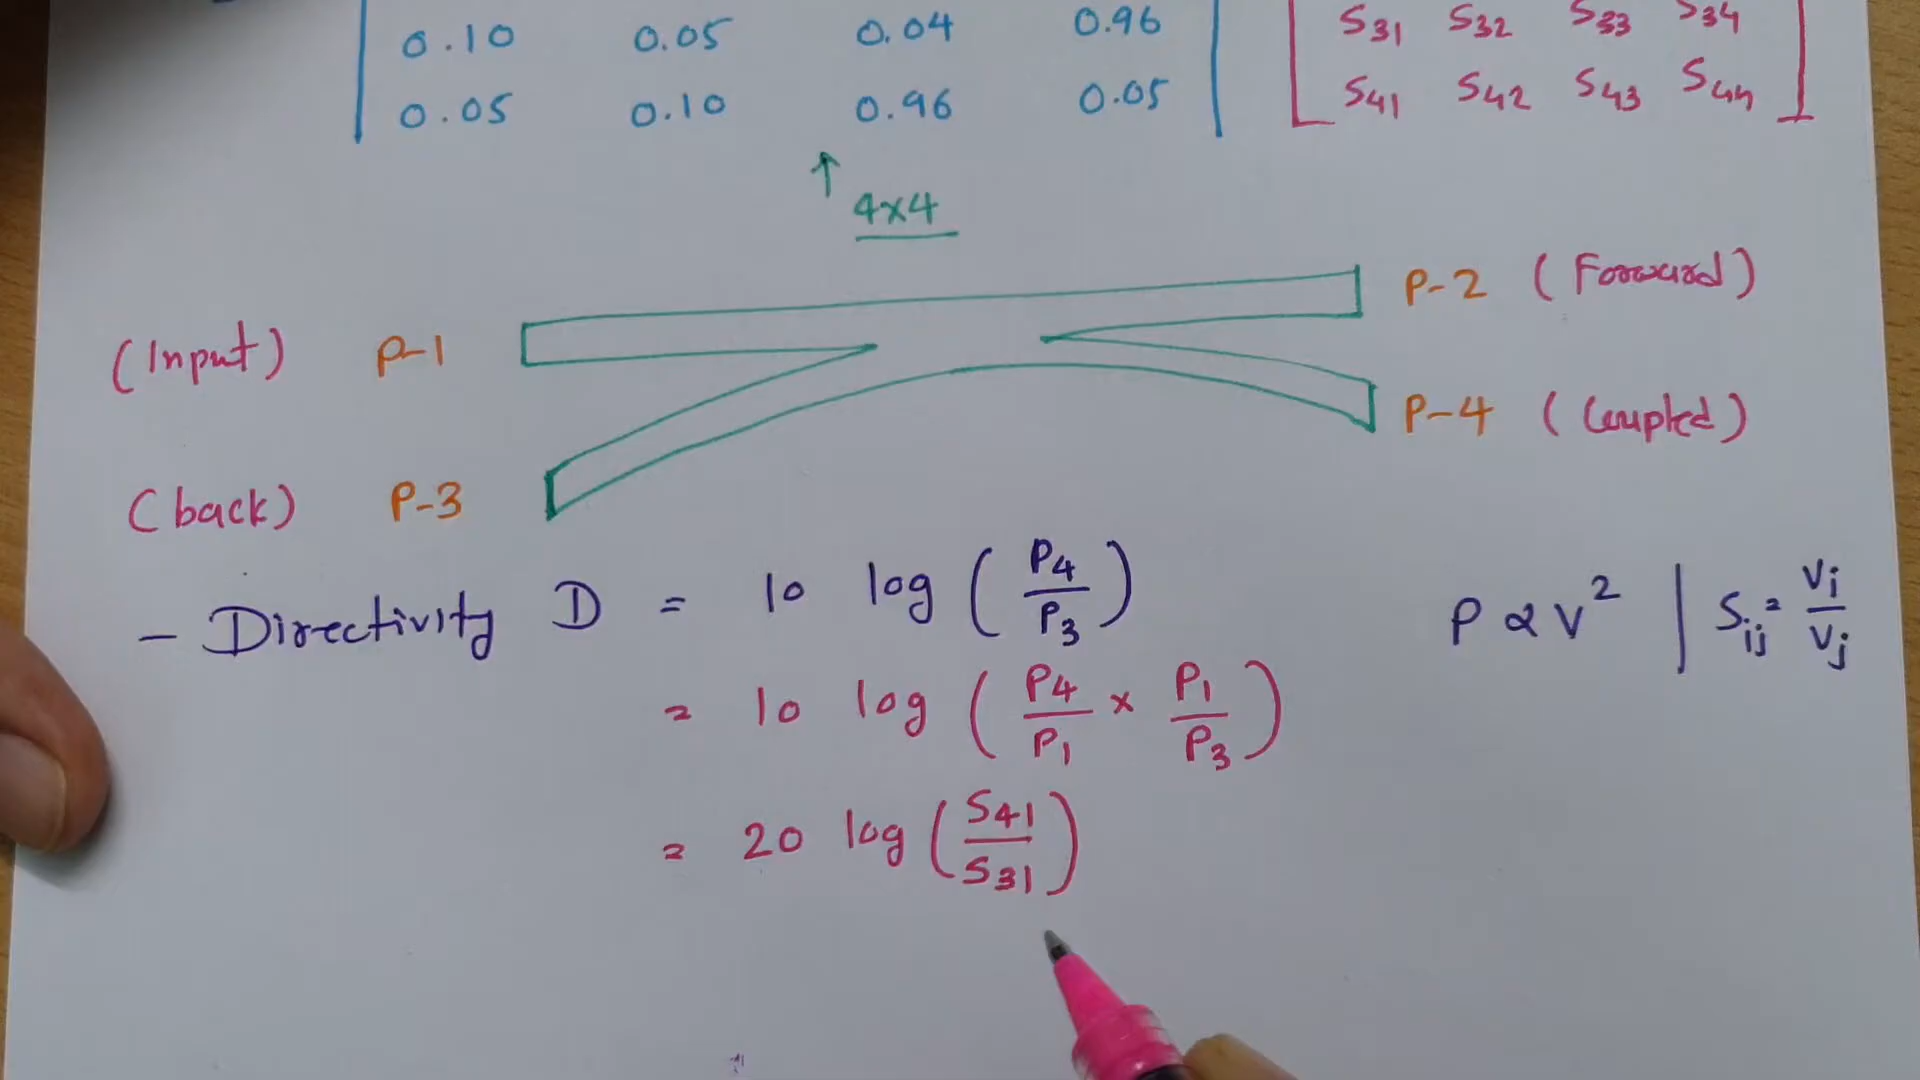 0.10 0.05 0.04 0.96 S31 S32 S33 S34
0.05 0.10 0.96 0.05 S41 S42 S43 S44
↑ 4×4
P-2 (Forward)
(Input) P-1
P-4 (Coupled)
(back) P-3
- Directivity D = 10 log (P4/P3) P ∝ V² | Sij = Vi/Vj
= 10 log (P4/P1 × P1/P3)
= 20 log (S41/S31)